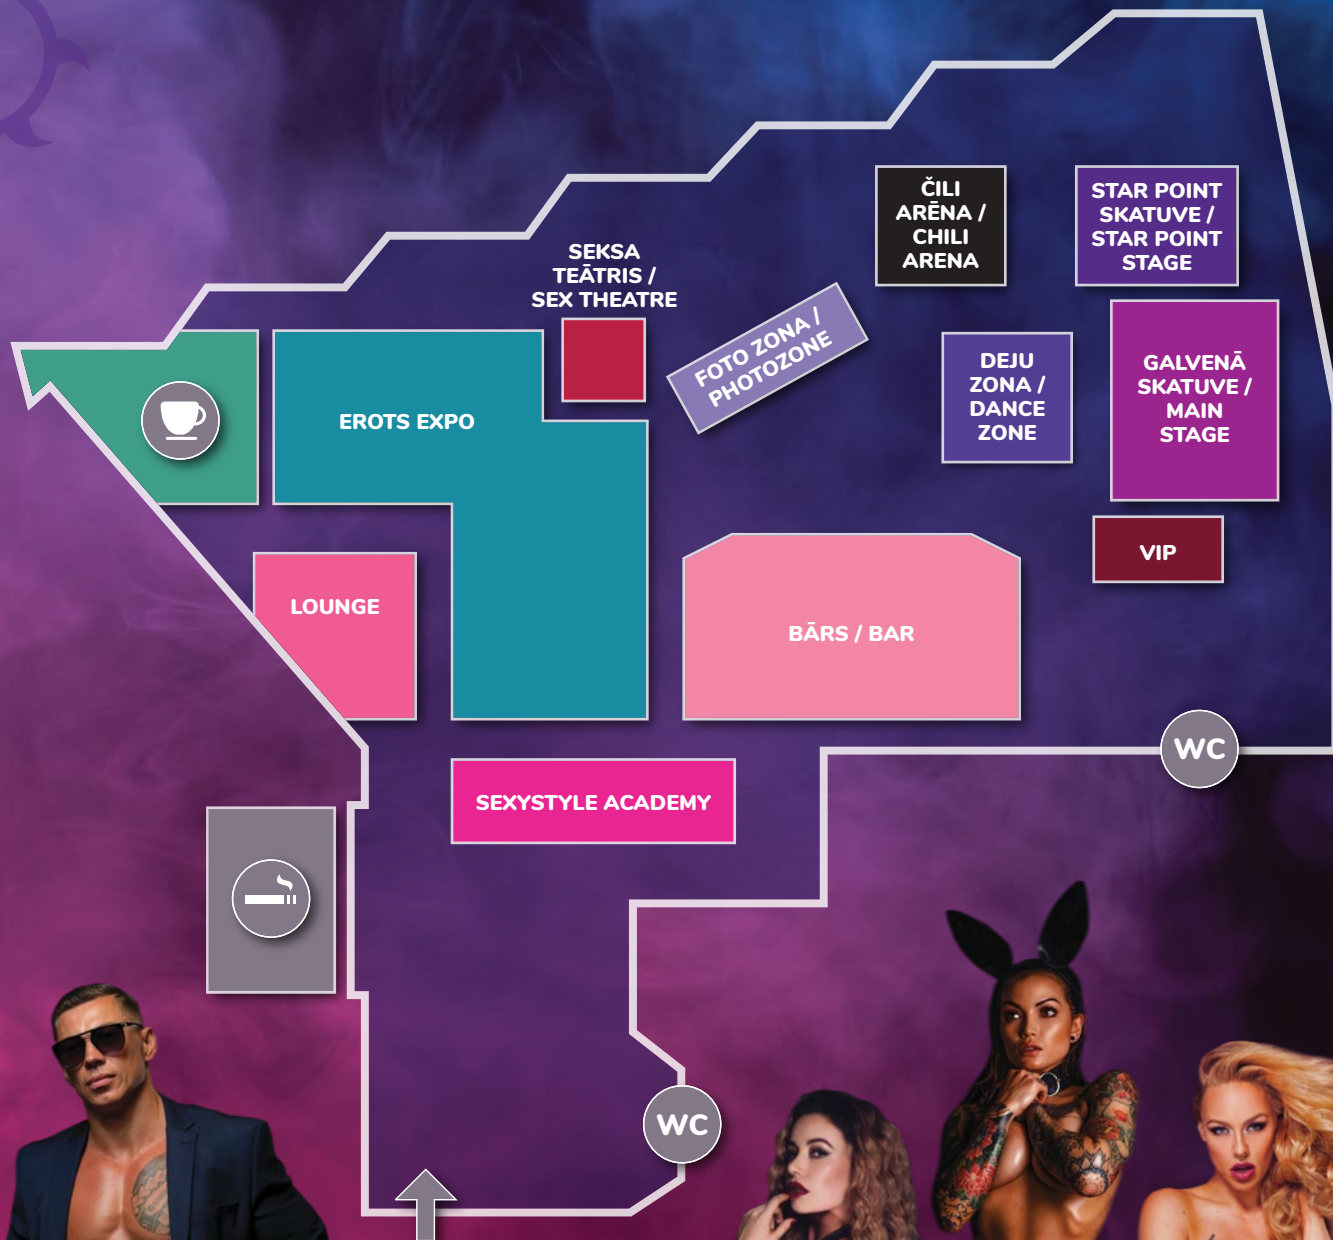 ČILI
ARĒNA /
CHILI
ARENA
STAR POINT
SKATUVE /
STAR POINT
STAGE
SEKSA
TEĀTRIS /
SEX THEATRE
FOTO ZONA /
PHOTOZONE
DEJU
ZONA /
DANCE
ZONE
GALVENĀ
SKATUVE /
MAIN
STAGE
EROTS EXPO
VIP
LOUNGE
BĀRS / BAR
WC
SEXYSTYLE ACADEMY
WC